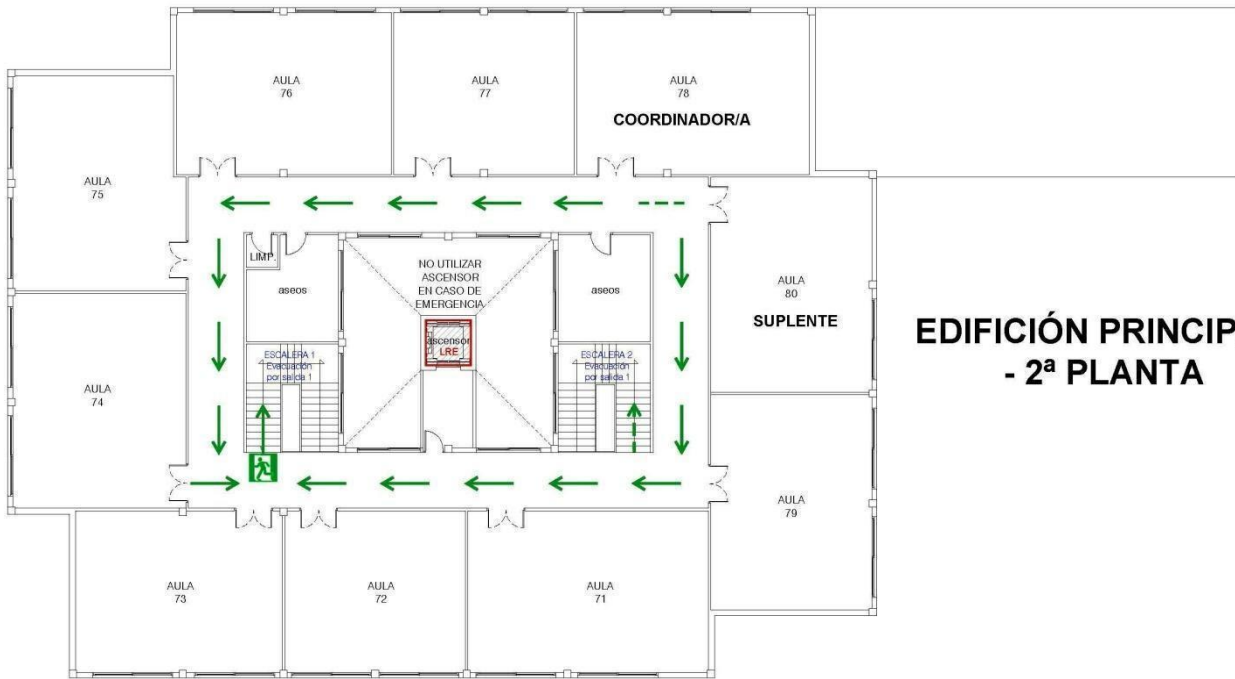 AULA
76
AULA
77
AULA
78
COORDINADOR/A
AULA
75
LIMP.
aseos
NO UTILIZAR
ASCENSOR
EN CASO DE
EMERGENCIA
aseos
AULA
80
SUPLENTE
ascensor
LRE
ESCALERA 1
Evacuación
por salida 1
ESCALERA 2
Evacuación
por salida 1
EDIFICIÓN PRINCIP
- 2ª PLANTA
AULA
74
AULA
79
AULA
73
AULA
72
AULA
71